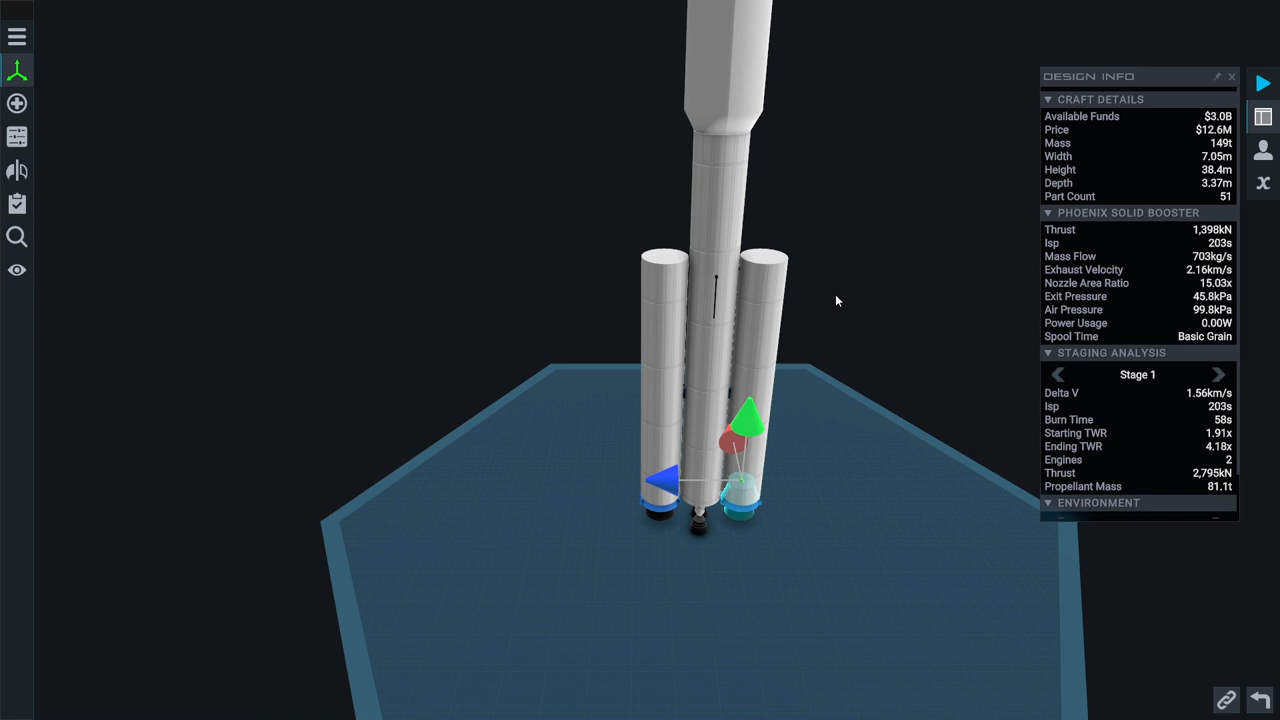 DESIGN INFO
CRAFT DETAILS
Available Funds $3.0B
Price $12.6M
Mass 149t
Width 7.05m
Height 38.4m
Depth 3.37m
Part Count 51
PHOENIX SOLID BOOSTER
Thrust 1,398kN
Isp 203s
Mass Flow 703kg/s
Exhaust Velocity 2.16km/s
Nozzle Area Ratio 15.03x
Exit Pressure 45.8kPa
Air Pressure 99.8kPa
Power Usage 0.00W
Spool Time Basic Grain
STAGING ANALYSIS
Stage 1
Delta V 1.56km/s
Isp 203s
Burn Time 58s
Starting TWR 1.91x
Ending TWR 4.18x
Engines 2
Thrust 2,795kN
Propellant Mass 81.1t
ENVIRONMENT